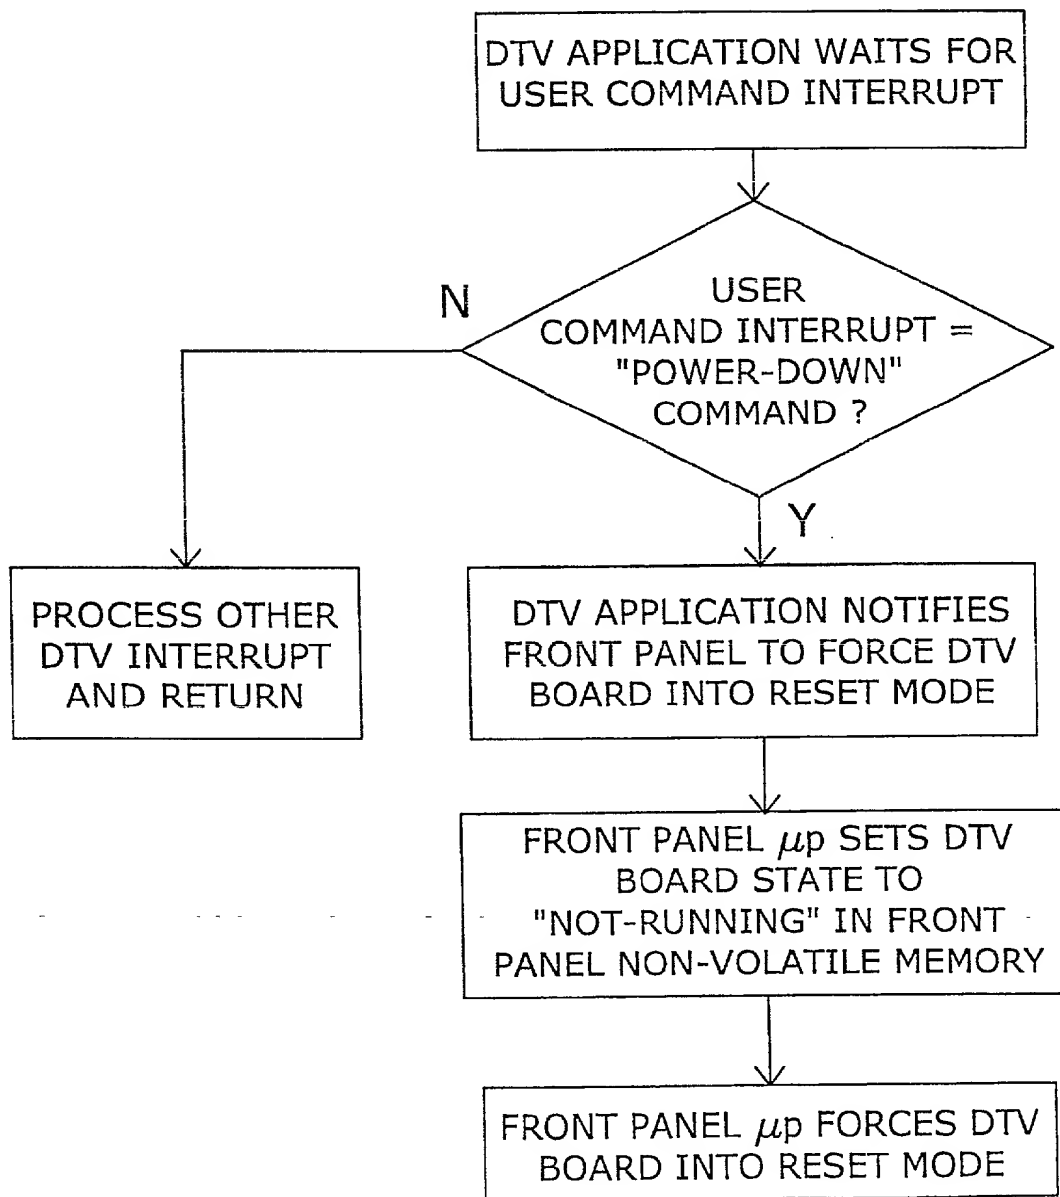 DTV APPLICATION WAITS FOR
USER COMMAND INTERRUPT
USER
COMMAND INTERRUPT =
"POWER-DOWN"
COMMAND ?
N
Y
PROCESS OTHER
DTV INTERRUPT
AND RETURN
DTV APPLICATION NOTIFIES
FRONT PANEL TO FORCE DTV
BOARD INTO RESET MODE
FRONT PANEL μp SETS DTV
BOARD STATE TO
"NOT-RUNNING" IN FRONT
PANEL NON-VOLATILE MEMORY
FRONT PANEL μp FORCES DTV
BOARD INTO RESET MODE